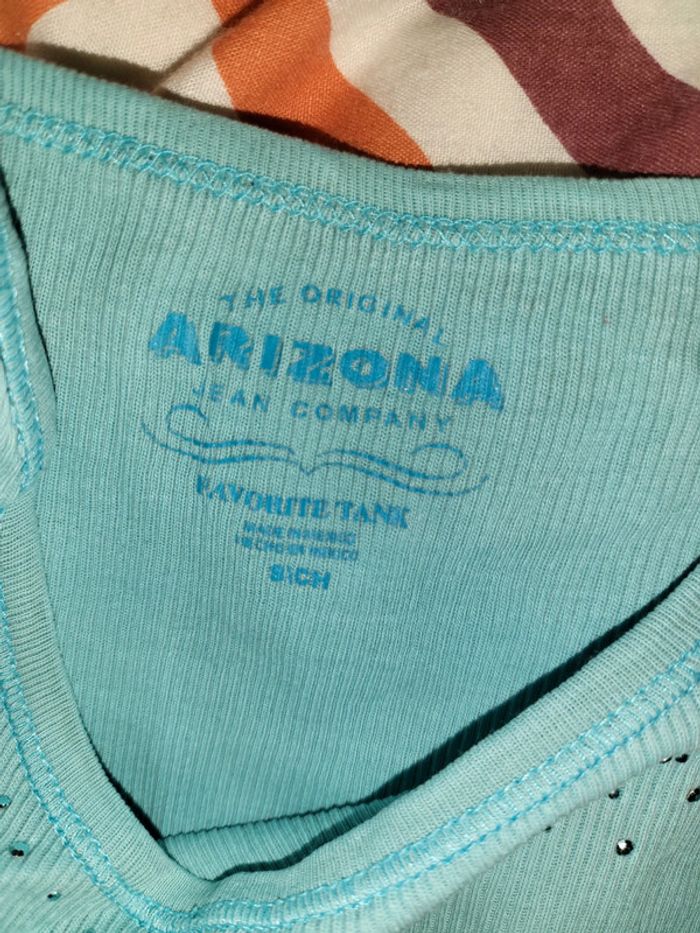 THE ORIGINAL
ARIZONA
JEAN COMPANY
FAVORITE TANK
MADE IN MEXICO
HECHO EN MEXICO
S\CH